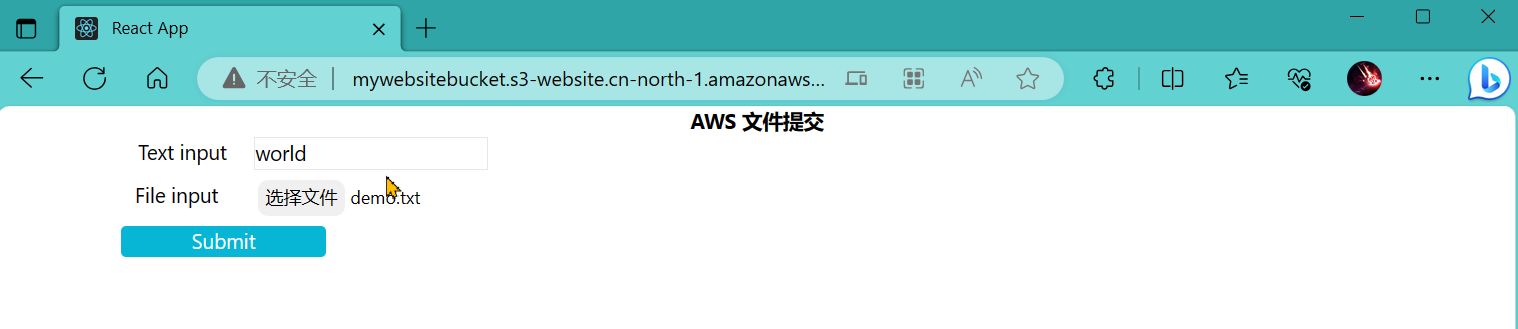 React App
不安全 mywebsitebucket.s3-website.cn-north-1.amazonaws...
AWS 文件提交
Text input world
File input 选择文件 demo.txt
Submit